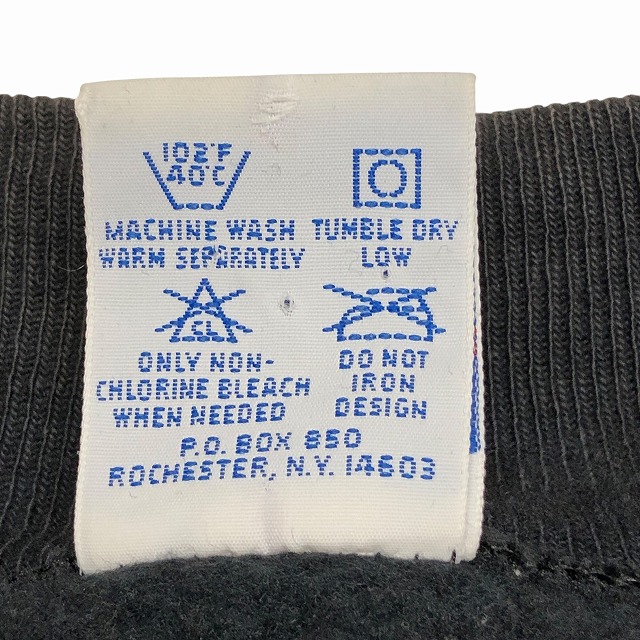 102°F
40°C
MACHINE WASH
WARM SEPARATELY
TUMBLE DRY
LOW
CL
ONLY NON-
CHLORINE BLEACH
WHEN NEEDED
DO NOT
IRON
DESIGN
P.O. BOX 850
ROCHESTER, N.Y. 14603